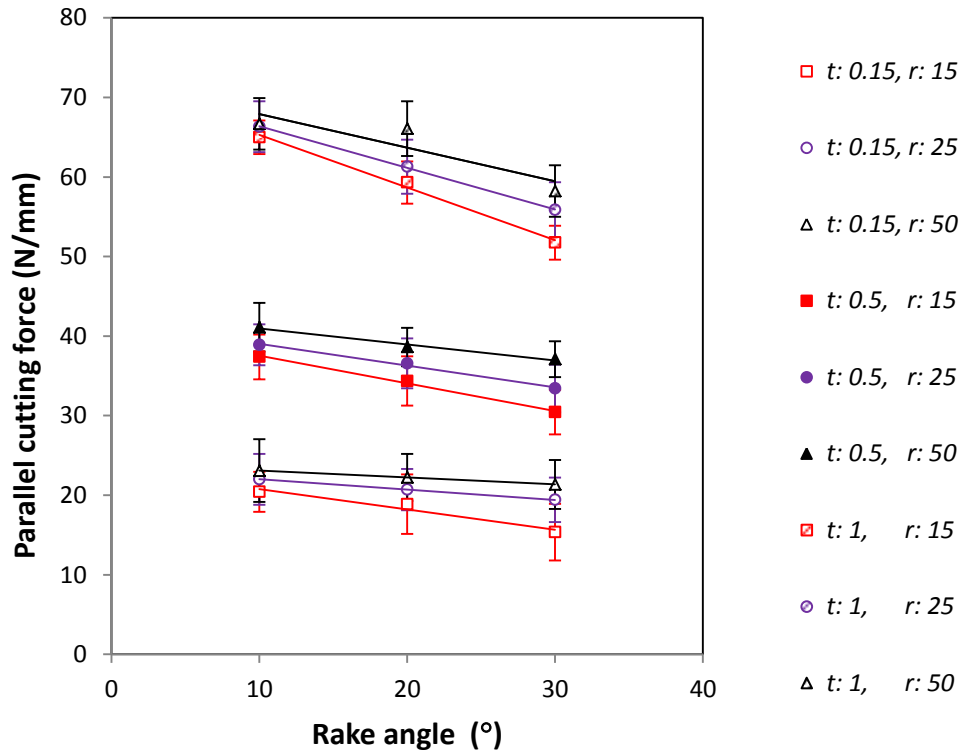 80
70
60
50
40
30
20
10
0
0 10 20 30 40
Parallel cutting force (N/mm)
Rake angle (°)
t: 0.15, r: 15
t: 0.15, r: 25
t: 0.15, r: 50
t: 0.5, r: 15
t: 0.5, r: 25
t: 0.5, r: 50
t: 1, r: 15
t: 1, r: 25
t: 1, r: 50